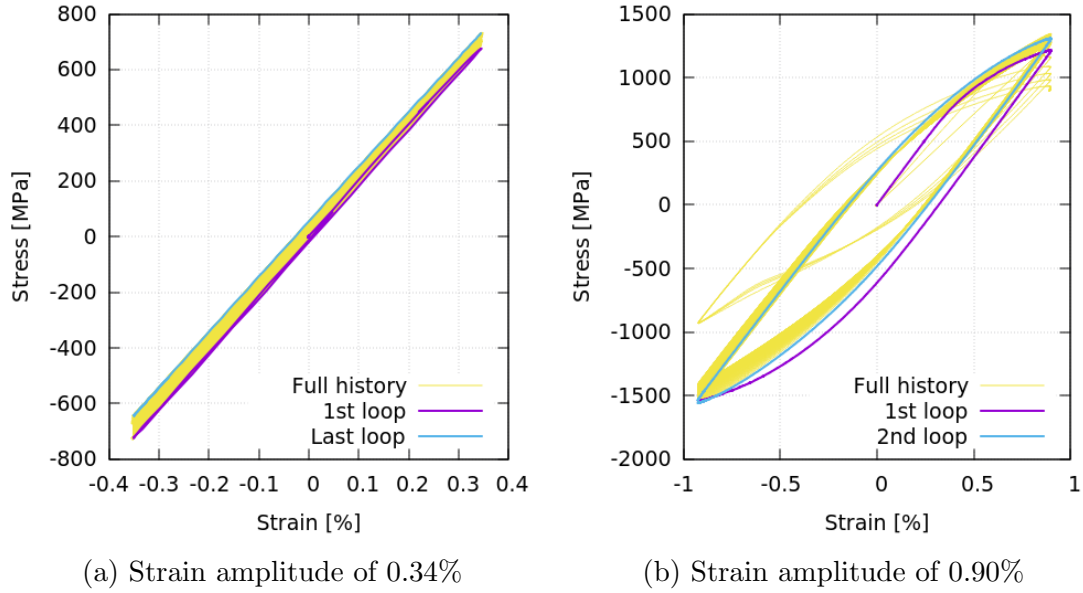 800
600
400
200
0
-200
-400
-600
-800
-0.4 -0.3 -0.2 -0.1 0 0.1 0.2 0.3 0.4
Stress [MPa]
Strain [%]
Full history
1st loop
Last loop
(a) Strain amplitude of 0.34%
1500
1000
500
0
-500
-1000
-1500
-2000
-1 -0.5 0 0.5 1
Stress [MPa]
Strain [%]
Full history
1st loop
2nd loop
(b) Strain amplitude of 0.90%